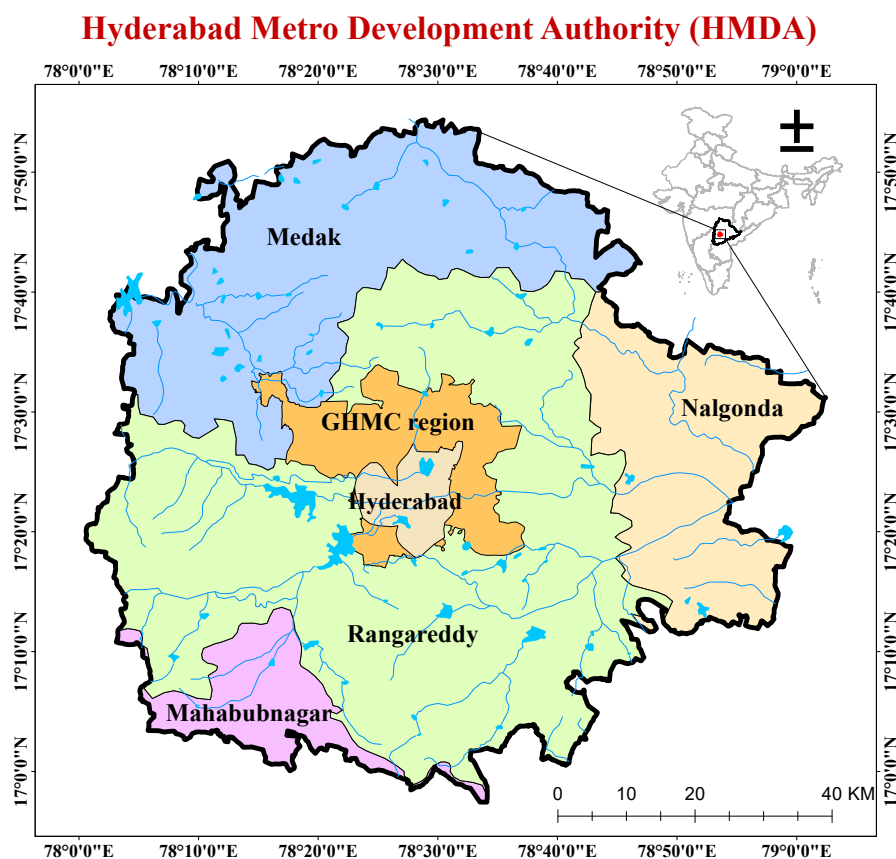 Hyderabad Metro Development Authority (HMDA)
78°0'0"E 78°10'0"E 78°20'0"E 78°30'0"E 78°40'0"E 78°50'0"E 79°0'0"E
17°50'0"N 17°50'0"N
Medak
17°40'0"N 17°40'0"N
Nalgonda
GHMC region
17°30'0"N 17°30'0"N
Hyderabad
17°20'0"N 17°20'0"N
Rangareddy
17°10'0"N 17°10'0"N
Mahabubnagar
17°0'0"N 17°0'0"N
0 10 20 40 KM
78°0'0"E 78°10'0"E 78°20'0"E 78°30'0"E 78°40'0"E 78°50'0"E 79°0'0"E